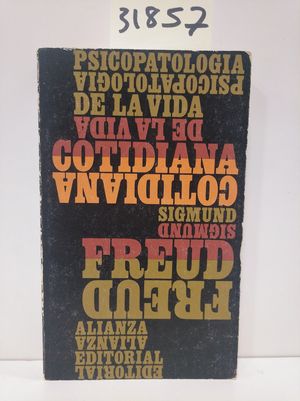 31857
PSICOPATOLOGIA
PSICOPATOLOGIA
DE LA VIDA
DE LA VIDA
COTIDIANA
COTIDIANA
SIGMUND
SIGMUND
FREUD
FREUD
ALIANZA
ALIANZA
EDITORIAL
EDITORIAL